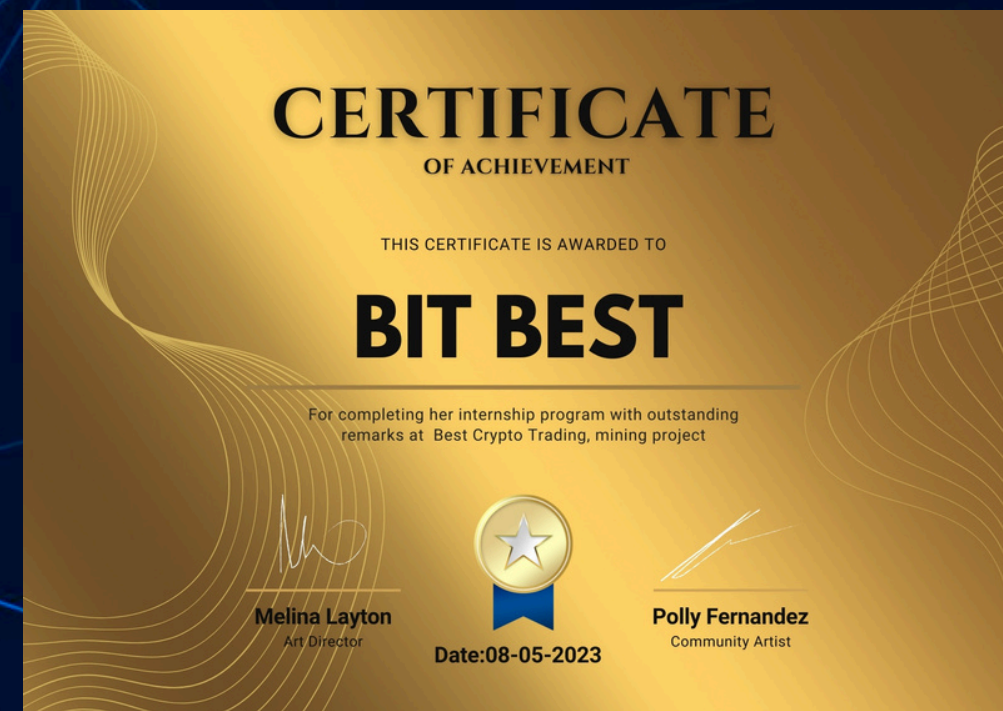 CERTIFICATE
OF ACHIEVEMENT
THIS CERTIFICATE IS AWARDED TO
BIT BEST
For completing her internship program with outstanding
remarks at Best Crypto Trading, mining project
Melina Layton
Art Director
Date:08-05-2023
Polly Fernandez
Community Artist